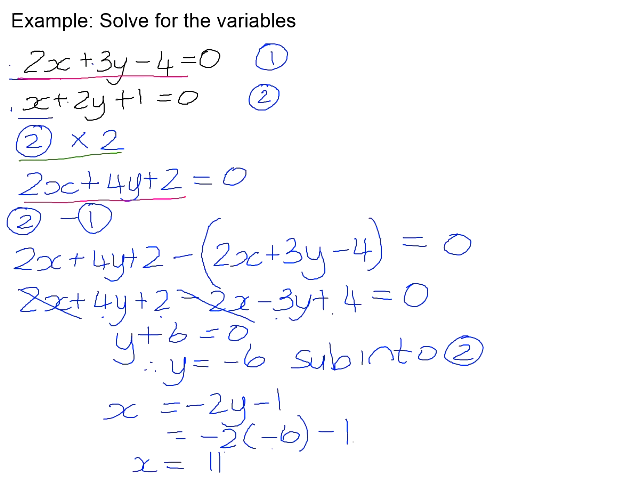 Example: Solve for the variables
2x+3y-4=0 ①
x+2y+1=0 ②
② × 2
2x+4y+2=0
②-①
2x+4y+2-(2x+3y-4)=0
2x+4y+2-2x-3y+4=0
y+6=0
∴y=-6 sub into ②
x =-2y-1
=-2(-6)-1
x= 11